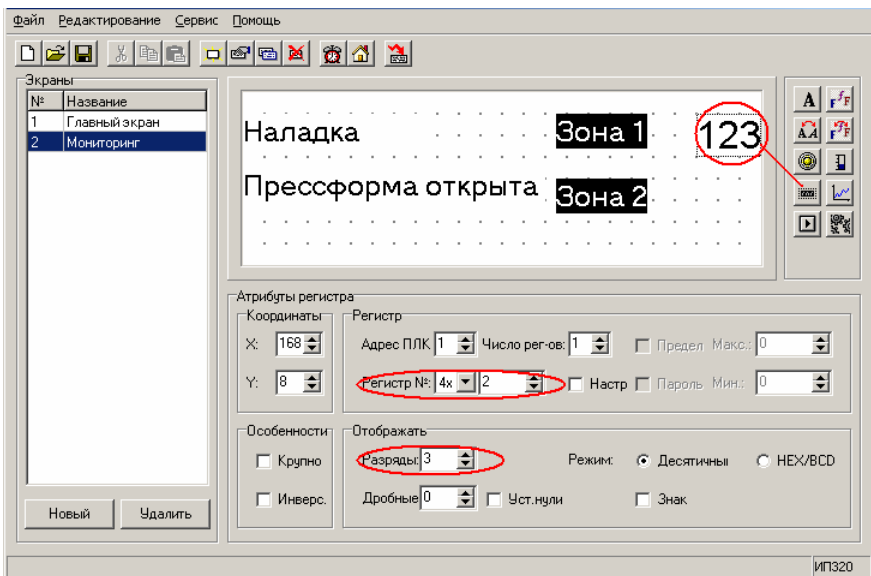 Файл Редактирование Сервис Помощь
Экраны
№ Название
1 Главный экран
2 Мониторинг
Новый Удалить
Наладка Зона 1 123
Прессформа открыта Зона 2
A FFF
AA FFF
Атрибуты регистра
Координаты
X: 168
Y: 8
Регистр
Адрес ПЛК 1 Число рег-ов: 1 Предел Макс.: 0
Регистр №: 4x 2 Настр Пароль Мин.: 0
Особенности
Крупно
Инверс.
Отображать
Разряды: 3 Режим: Десятичны HEX/BCD
Дробные 0 Уст.нули Знак
ИП320